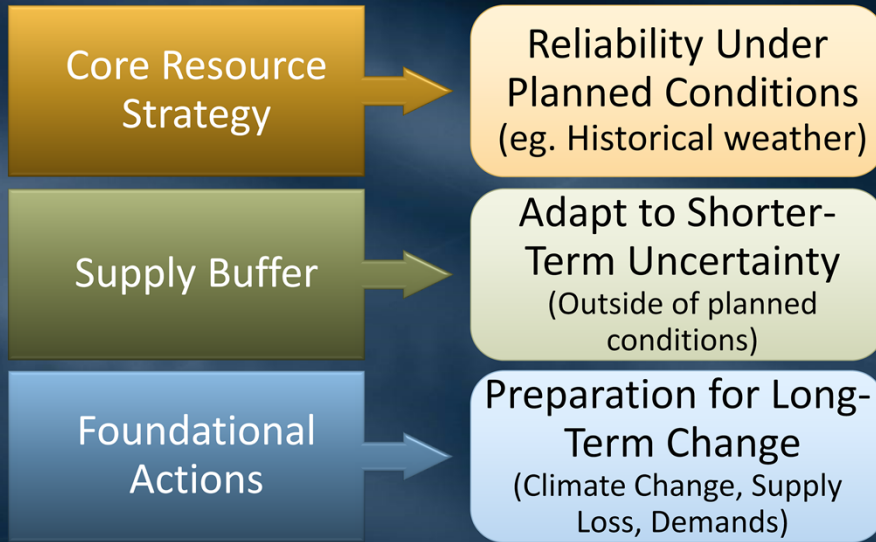 Core Resource
Strategy
Reliability Under
Planned Conditions
(eg. Historical weather)
Supply Buffer
Adapt to Shorter-
Term Uncertainty
(Outside of planned
conditions)
Foundational
Actions
Preparation for Long-
Term Change
(Climate Change, Supply
Loss, Demands)